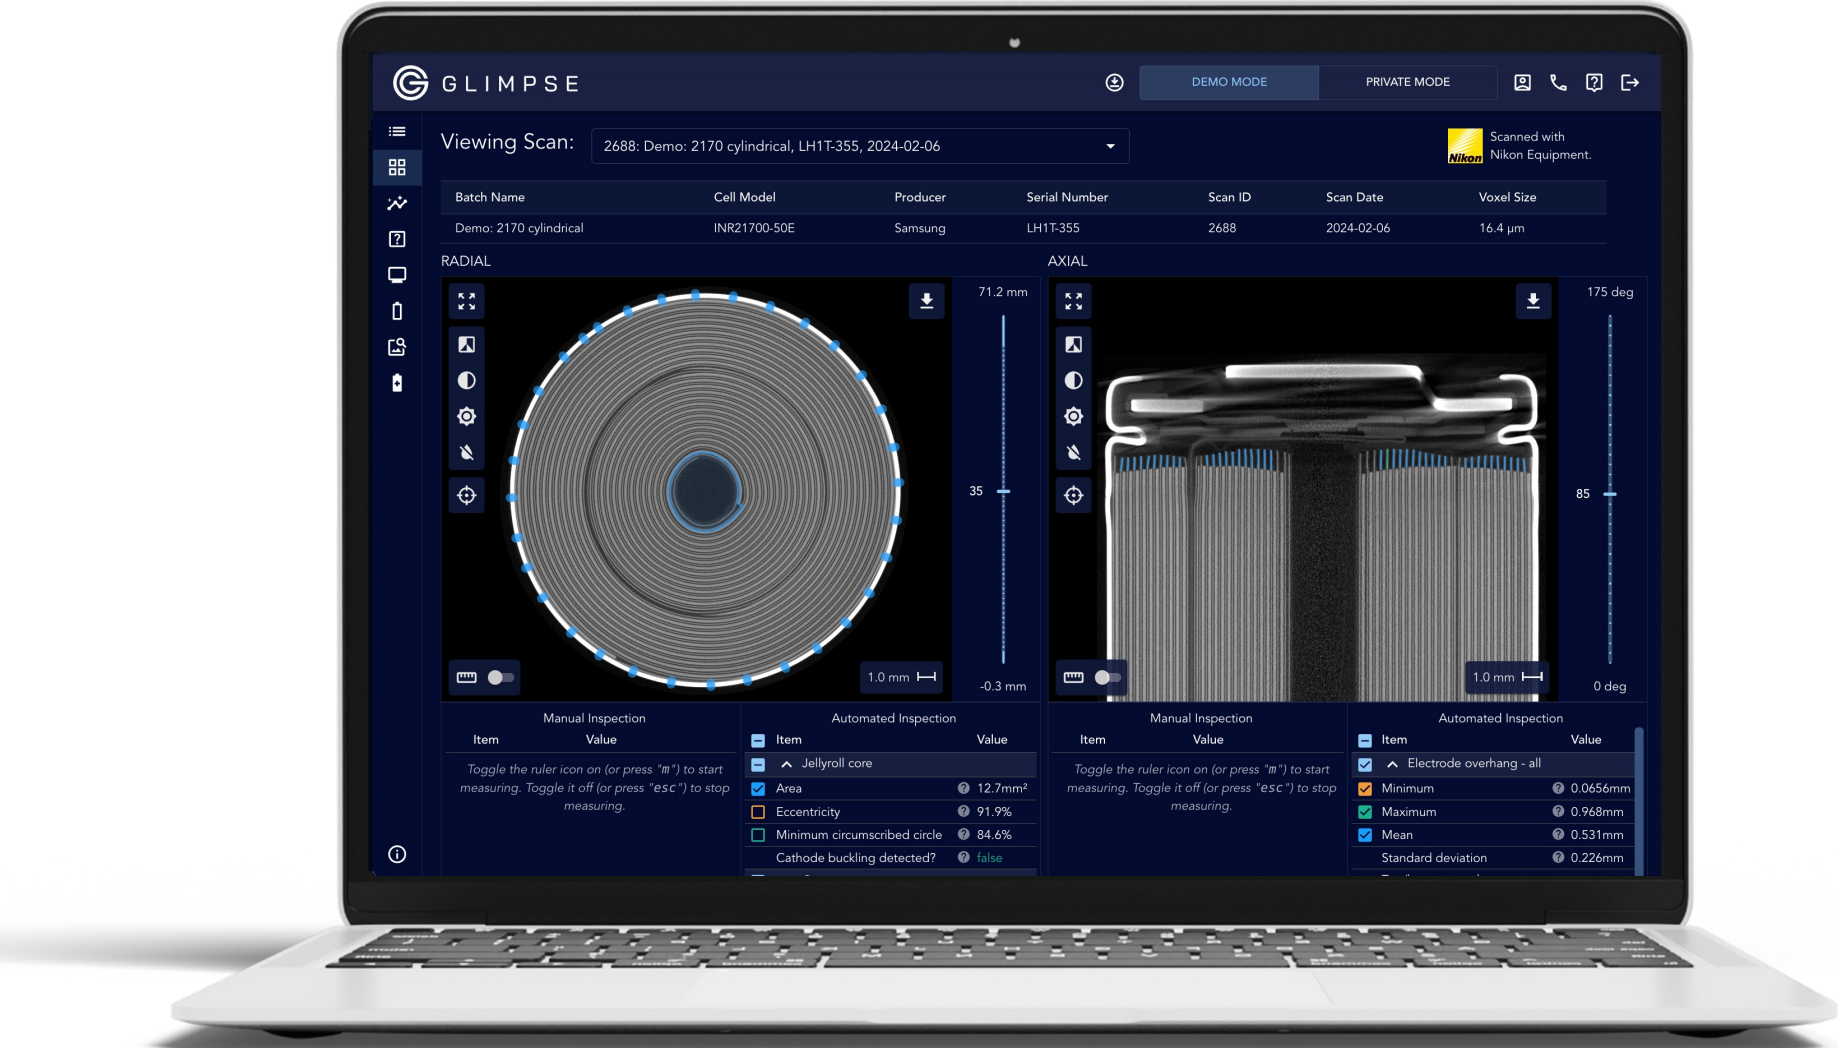 GLIMPSE
DEMO MODE
PRIVATE MODE
Viewing Scan:
2688: Demo: 2170 cylindrical, LH1T-355, 2024-02-06
Nikon
Scanned with
Nikon Equipment.
Batch Name Cell Model Producer Serial Number Scan ID Scan Date Voxel Size
Demo: 2170 cylindrical INR21700-50E Samsung LH1T-355 2688 2024-02-06 16.4 µm
RADIAL
71.2 mm
35
1.0 mm
-0.3 mm
Manual Inspection
Item Value
Toggle the ruler icon on (or press "m") to start
measuring. Toggle it off (or press "esc") to stop
measuring.
Automated Inspection
Item Value
Jellyroll core
Area 12.7mm²
Eccentricity 91.9%
Minimum circumscribed circle 84.6%
Cathode buckling detected? false
AXIAL
175 deg
85
1.0 mm
0 deg
Manual Inspection
Item Value
Toggle the ruler icon on (or press "m") to start
measuring. Toggle it off (or press "esc") to stop
measuring.
Automated Inspection
Item Value
Electrode overhang - all
Minimum 0.0656mm
Maximum 0.968mm
Mean 0.531mm
Standard deviation 0.226mm